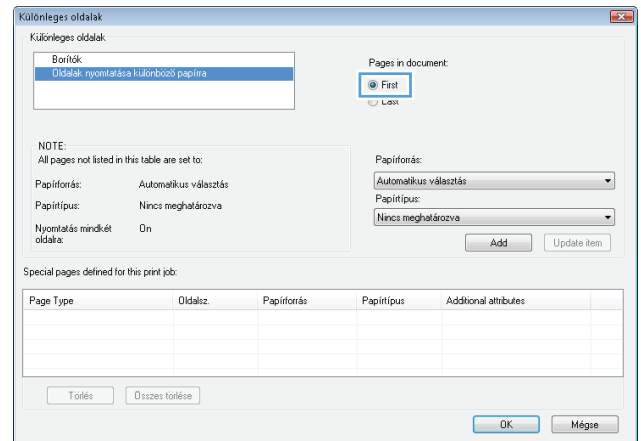 Különleges oldalak
Különleges oldalak
Borítók
Oldalak nyomtatása különböző papírra
Pages in document:
First
Last
NOTE:
All pages not listed in this table are set to:
Papírforrás: Automatikus választás
Papírtípus: Nincs meghatározva
Nyomtatás mindkét oldalra: On
Papírforrás:
Automatikus választás
Papírtípus:
Nincs meghatározva
Add Update item
Special pages defined for this print job:
Page Type Oldalsz. Papírforrás Papírtípus Additional attributes
Törlés Összes törlése
OK Mégse